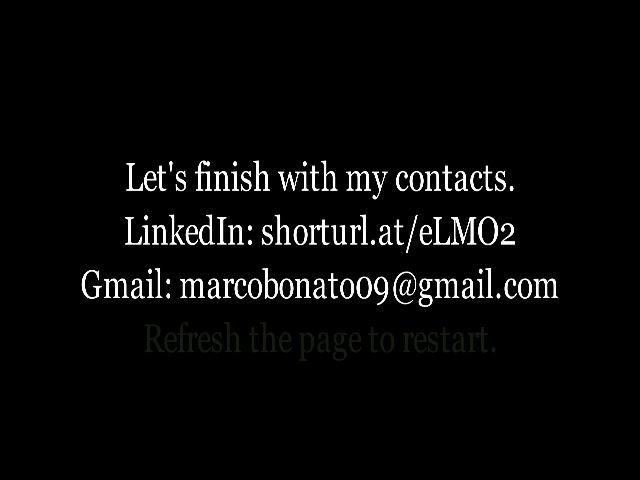 Let's finish with my contacts.
LinkedIn: shorturl.at/eLMO2
Gmail: marcobonato09@gmail.com
Refresh the page to restart.